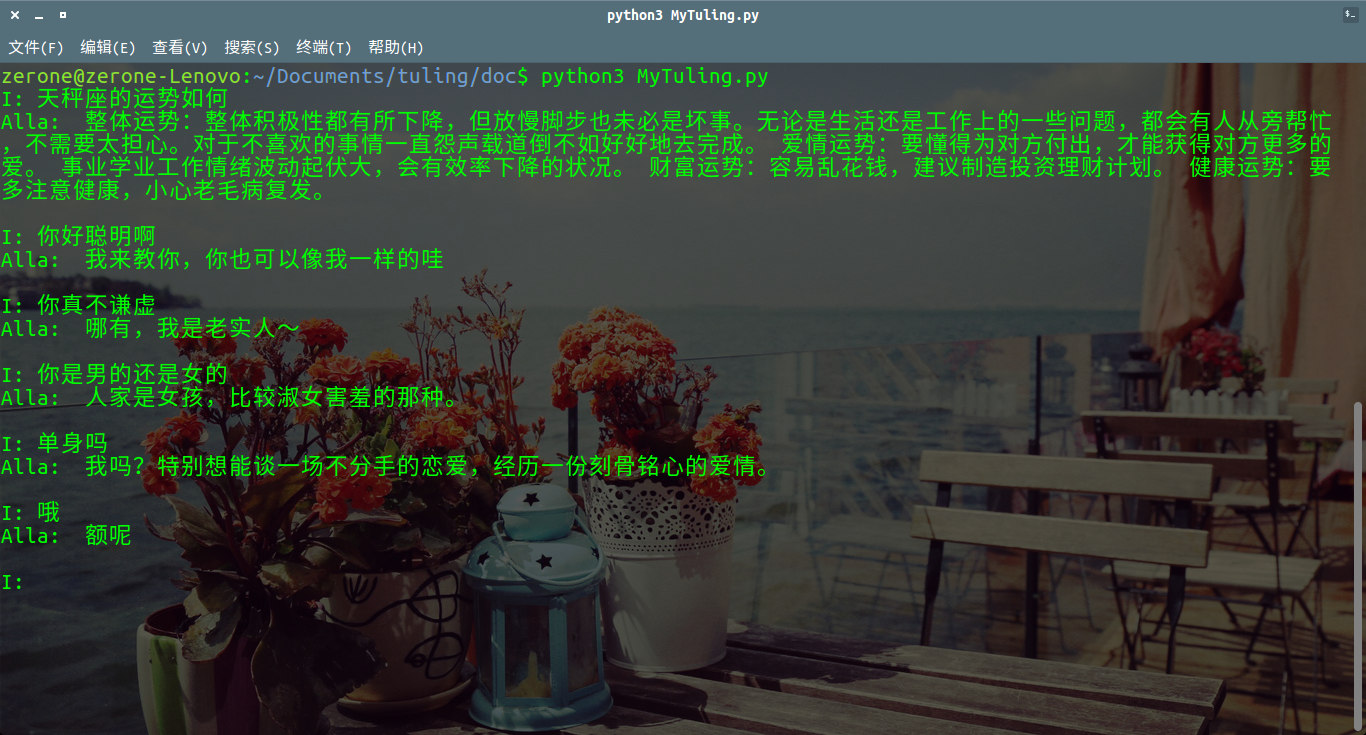 python3 MyTuling.py
文件(F) 编辑(E) 查看(V) 搜索(S) 终端(T) 帮助(H)
zerone@zerone-Lenovo:~/Documents/tuling/doc$ python3 MyTuling.py
I: 天秤座的运势如何
Alla:  整体运势：整体积极性都有所下降，但放慢脚步也未必是坏事。无论是生活还是工作上的一些问题，都会有人从旁帮忙
，不需要太担心。对于不喜欢的事情一直怨声载道倒不如好好地去完成。 爱情运势：要懂得为对方付出，才能获得对方更多的
爱。 事业学业工作情绪波动起伏大，会有效率下降的状况。 财富运势：容易乱花钱，建议制造投资理财计划。 健康运势：要
多注意健康，小心老毛病复发。
I: 你好聪明啊
Alla:  我来教你，你也可以像我一样的哇
I: 你真不谦虚
Alla:  哪有，我是老实人～
I: 你是男的还是女的
Alla:  人家是女孩，比较淑女害羞的那种。
I: 单身吗
Alla:  我吗？特别想能谈一场不分手的恋爱，经历一份刻骨铭心的爱情。
I: 哦
Alla:  额呢
I: